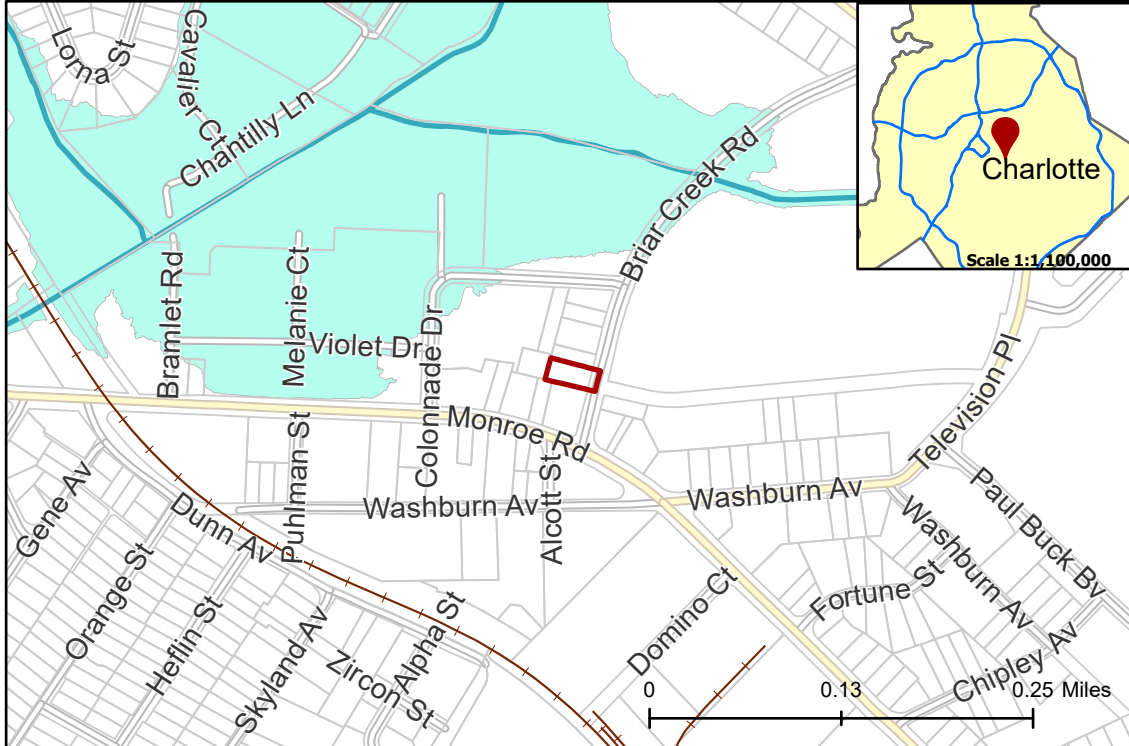 Lorna St
Cavalier Ct
Chantilly Ln
Briar Creek Rd
Charlotte
Scale 1:1,100,000
Bramlet Rd
Melanie Ct
Violet Dr
Colonnade Dr
Monroe Rd
Television Pl
Puhlman St
Alcott St
Washburn Av
Washburn Av
Gene Av
Dunn Av
Orange St
Heflin St
Skyland Av
Zircon St
Alpha St
Domino Ct
Fortune St
Washburn Av
Paul Buck Bv
Chipley Av
0 0.13 0.25 Miles